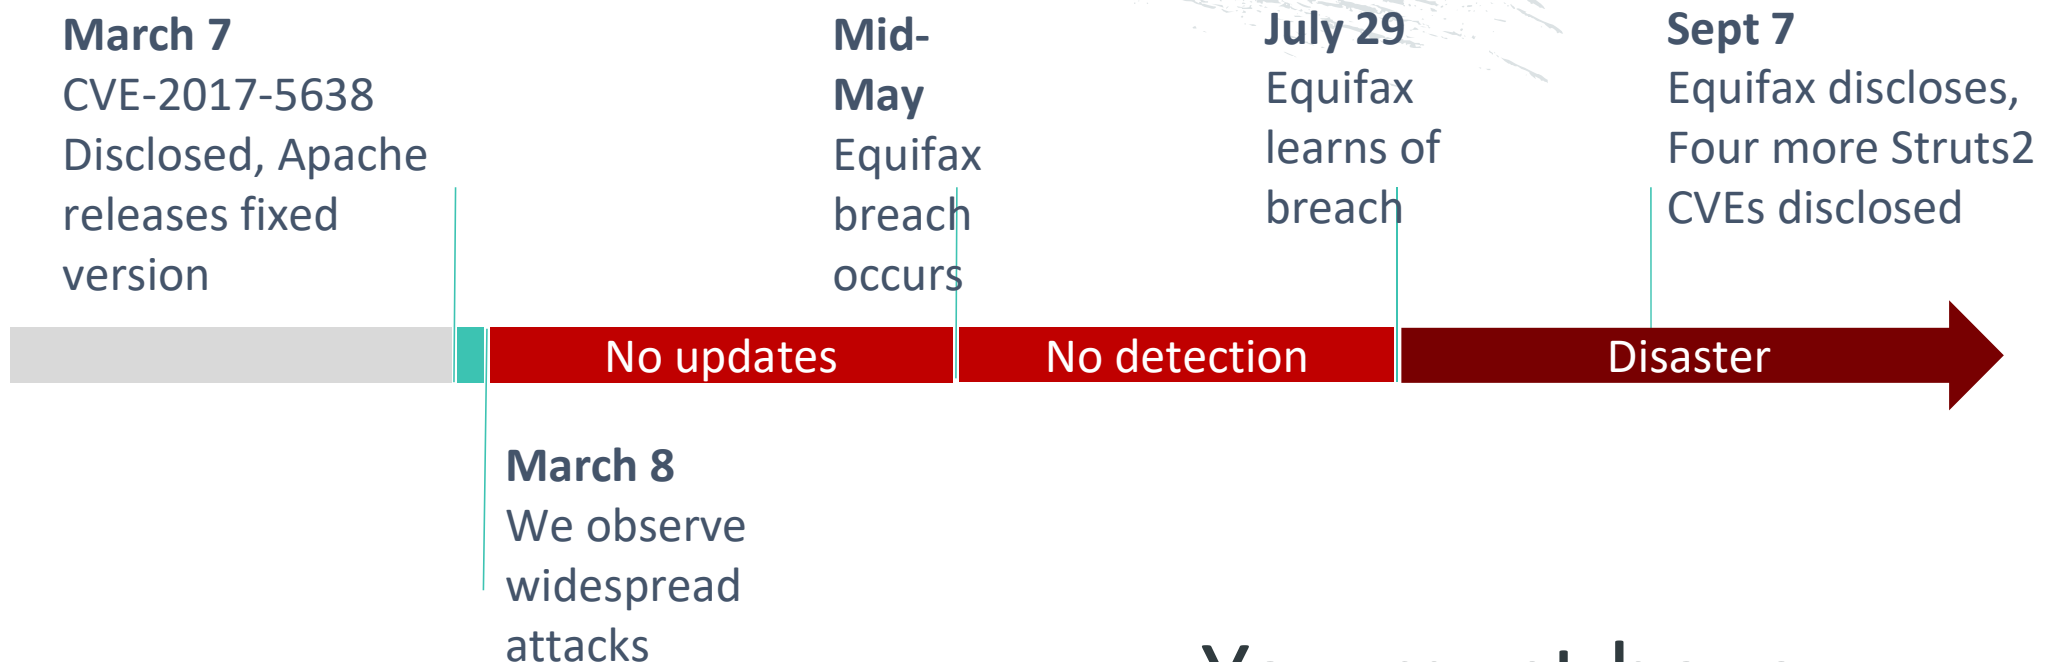 March 7
CVE-2017-5638
Disclosed, Apache
releases fixed
version
Mid-
May
Equifax
breach
occurs
July 29
Equifax
learns of
breach
Sept 7
Equifax discloses,
Four more Struts2
CVEs disclosed
No updates
No detection
Disaster
March 8
We observe
widespread
attacks